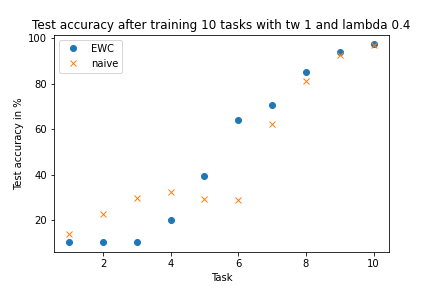 Test accuracy after training 10 tasks with tw 1 and lambda 0.4
EWC
naive
Test accuracy in %
100
80
60
40
20
2 4 6 8 10
Task